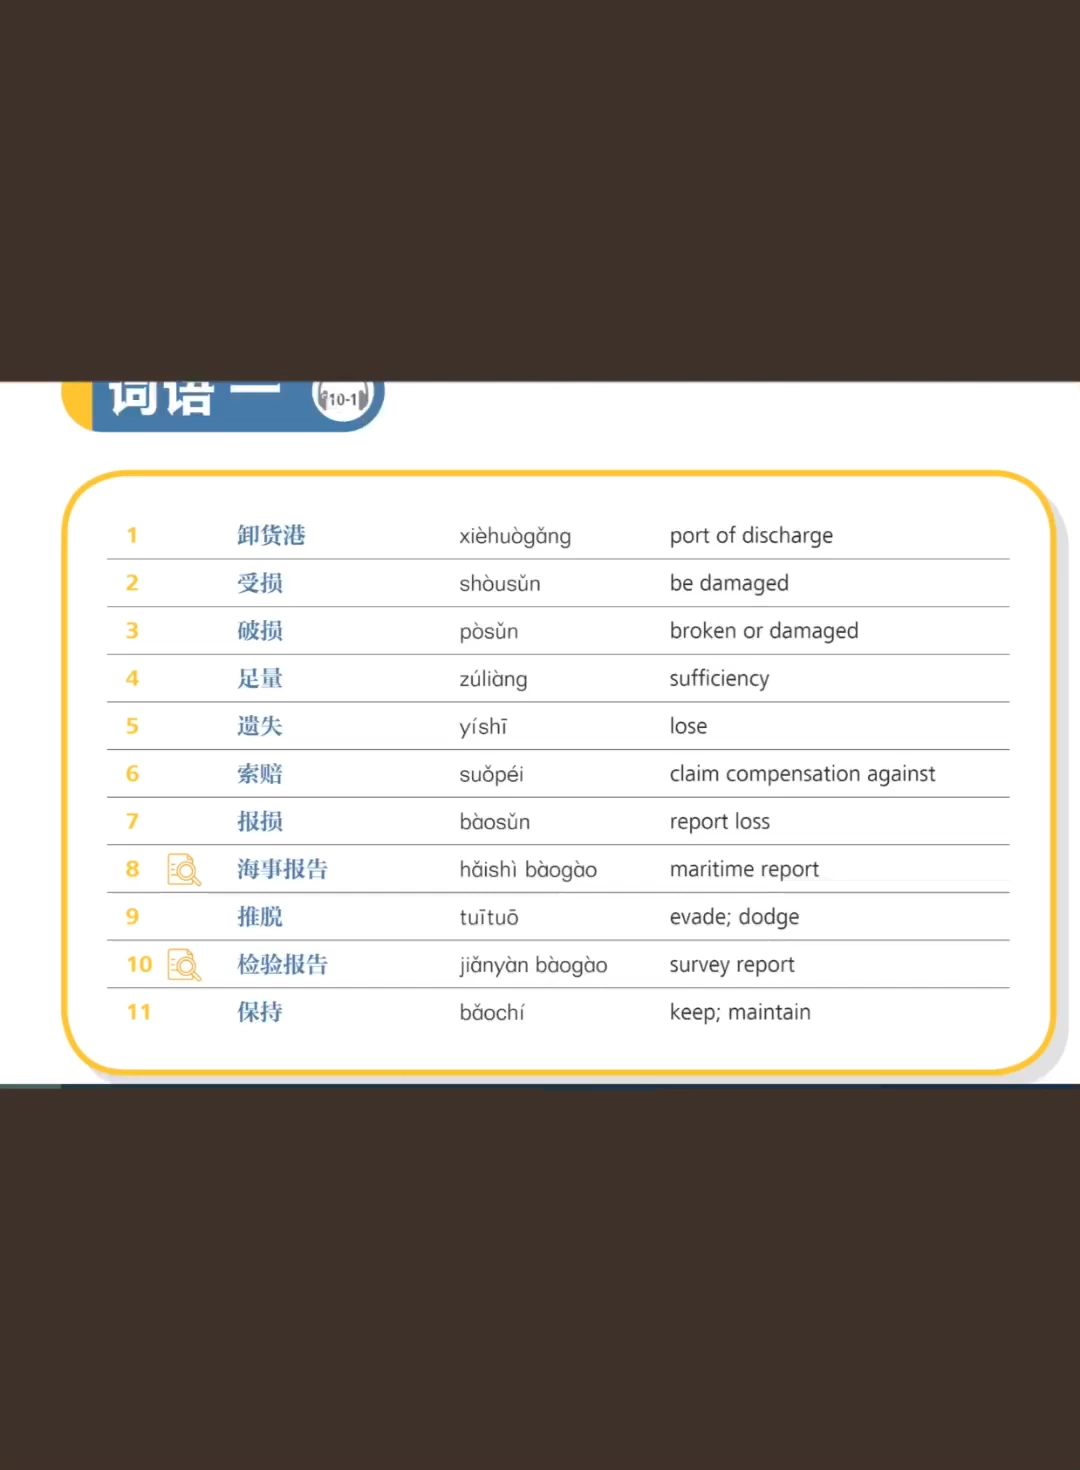 词语一 10-1
1 卸货港 xièhuògǎng port of discharge
2 受损 shòusǔn be damaged
3 破损 pòsǔn broken or damaged
4 足量 zúliàng sufficiency
5 遗失 yíshī lose
6 索赔 suǒpéi claim compensation against
7 报损 bàosǔn report loss
8 海事报告 hǎishì bàogào maritime report
9 推脱 tuītuō evade; dodge
10 检验报告 jiǎnyàn bàogào survey report
11 保持 bǎochí keep; maintain